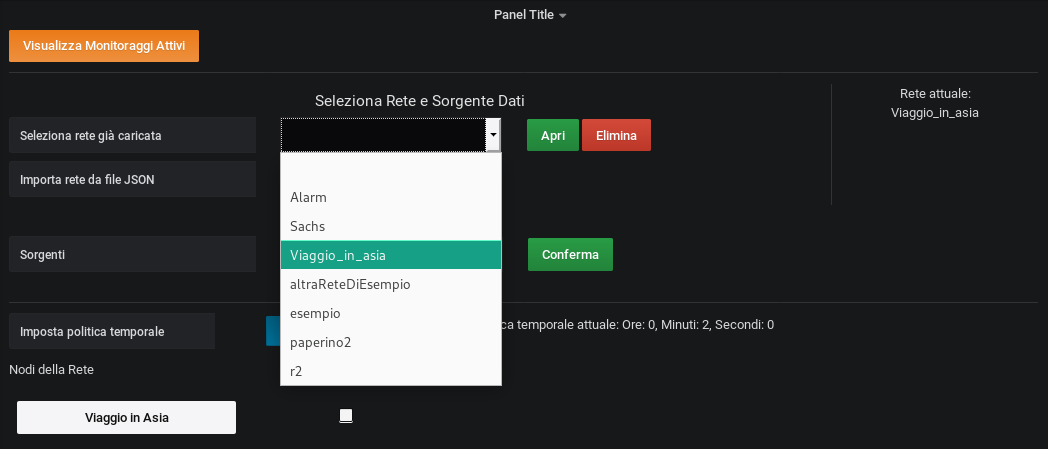 Panel Title
Visualizza Monitoraggi Attivi
Seleziona Rete e Sorgente Dati
Rete attuale:
Viaggio_in_asia
Seleziona rete già caricata
Apri
Elimina
Importa rete da file JSON
Alarm
Sachs
Viaggio_in_asia
altraReteDiEsempio
esempio
paperino2
r2
Sorgenti
Conferma
Imposta politica temporale
temporale attuale: Ore: 0, Minuti: 2, Secondi: 0
Nodi della Rete
Viaggio in Asia